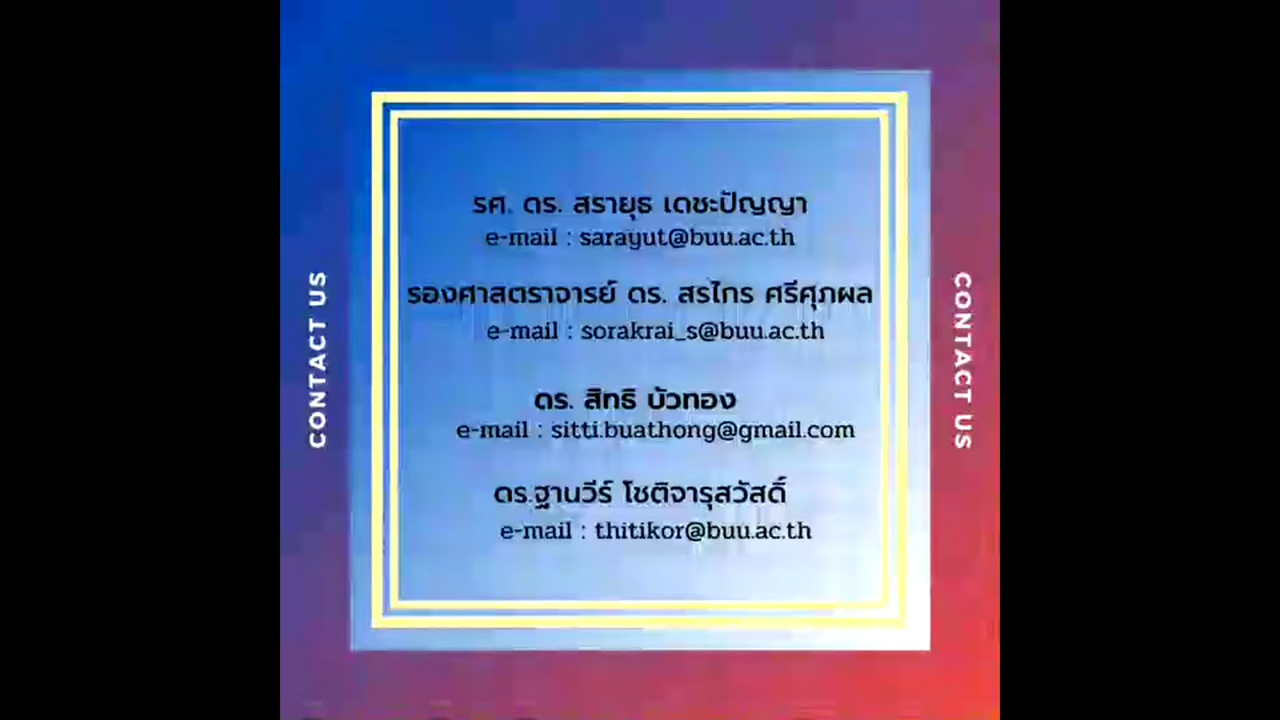 CONTACT US
รศ. ดร. สรายุธ เดชะปัญญา
e-mail : sarayut@buu.ac.th
รองศาสตราจารย์ ดร. สรไกร ศรีศุภผล
e-mail : sorakrai_s@buu.ac.th
ดร. สิทธิ บัวทอง
e-mail : sitti.buathong@gmail.com
ดร.ฐานวีร์ โชติจารุสวัสดิ์
e-mail : thitikor@buu.ac.th
CONTACT US